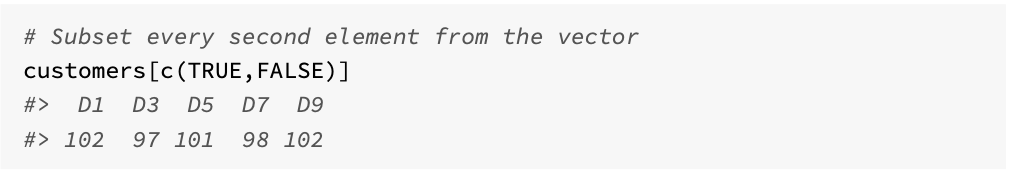 # Subset every second element from the vector
customers[c(TRUE,FALSE)]
#>  D1  D3  D5  D7  D9
#> 102  97 101  98 102